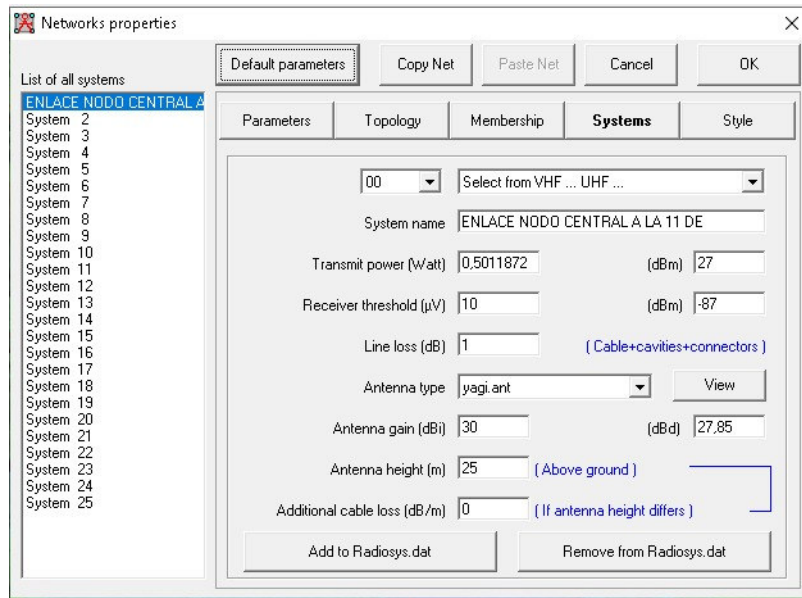 Networks properties
Default parameters Copy Net Paste Net Cancel OK
List of all systems
ENLACE NODO CENTRAL A
System 2
System 3
System 4
System 5
System 6
System 7
System 8
System 9
System 10
System 11
System 12
System 13
System 14
System 15
System 16
System 17
System 18
System 19
System 20
System 21
System 22
System 23
System 24
System 25
Parameters Topology Membership Systems Style
00 Select from VHF ... UHF ...
System name ENLACE NODO CENTRAL A LA 11 DE
Transmit power (Watt) 0,5011872 (dBm) 27
Receiver threshold (µV) 10 (dBm) -87
Line loss (dB) 1 ( Cable+cavities+connectors )
Antenna type yagi.ant View
Antenna gain (dBi) 30 (dBd) 27,85
Antenna height (m) 25 ( Above ground )
Additional cable loss (dB/m) 0 ( If antenna height differs )
Add to Radiosys.dat Remove from Radiosys.dat